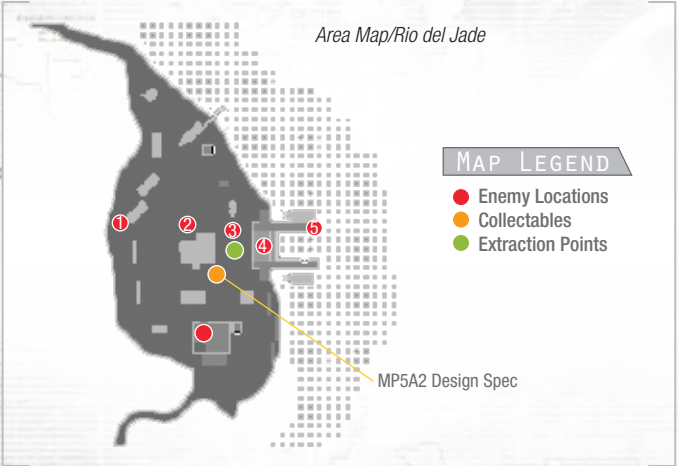 Area Map/Rio del Jade
MAP LEGEND
Enemy Locations
Collectables
Extraction Points
1
2
3
4
5
MP5A2 Design Spec